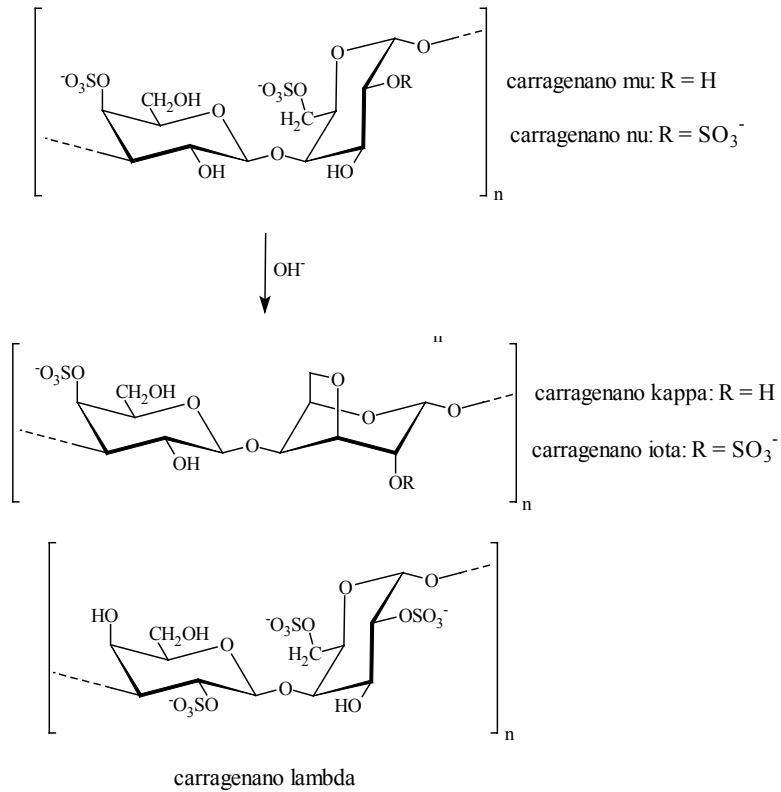 ⁻O₃SO
CH₂OH
O
OH
O
⁻O₃SO
H₂C
O
O
OR
HO
n
carragenano mu: R = H
carragenano nu: R = SO₃⁻
OH⁻
n
⁻O₃SO
CH₂OH
O
OH
O
O
O
O
OR
n
carragenano kappa: R = H
carragenano iota: R = SO₃⁻
HO
CH₂OH
O
⁻O₃SO
O
⁻O₃SO
H₂C
O
O
OSO₃⁻
HO
n
carragenano lambda